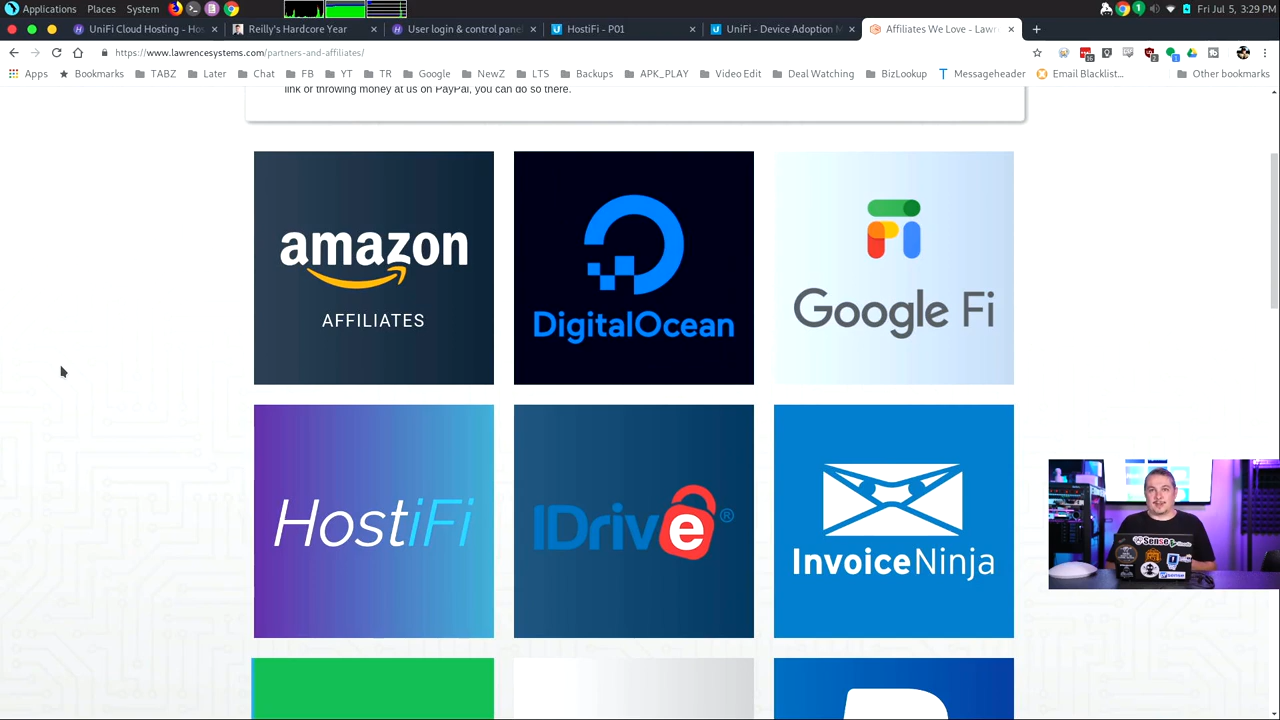 Applications Places System Fri Jul 5, 3:29 PM
UniFi Cloud Hosting - Hos Reilly's Hardcore Year User login & control pane HostiFi - P01 UniFi - Device Adoption M Affiliates We Love - Lawr
https://www.lawrencesystems.com/partners-and-affiliates/
Apps Bookmarks TABZ Later Chat FB YT TR Google NewZ LTS Backups APK_PLAY Video Edit Deal Watching BizLookup Messageheader Email Blacklist... Other bookmarks
link or throwing money at us on PayPal, you can do so there.
amazon
AFFILIATES
DigitalOcean
Google Fi
HostiFi
IDrive®
InvoiceNinja